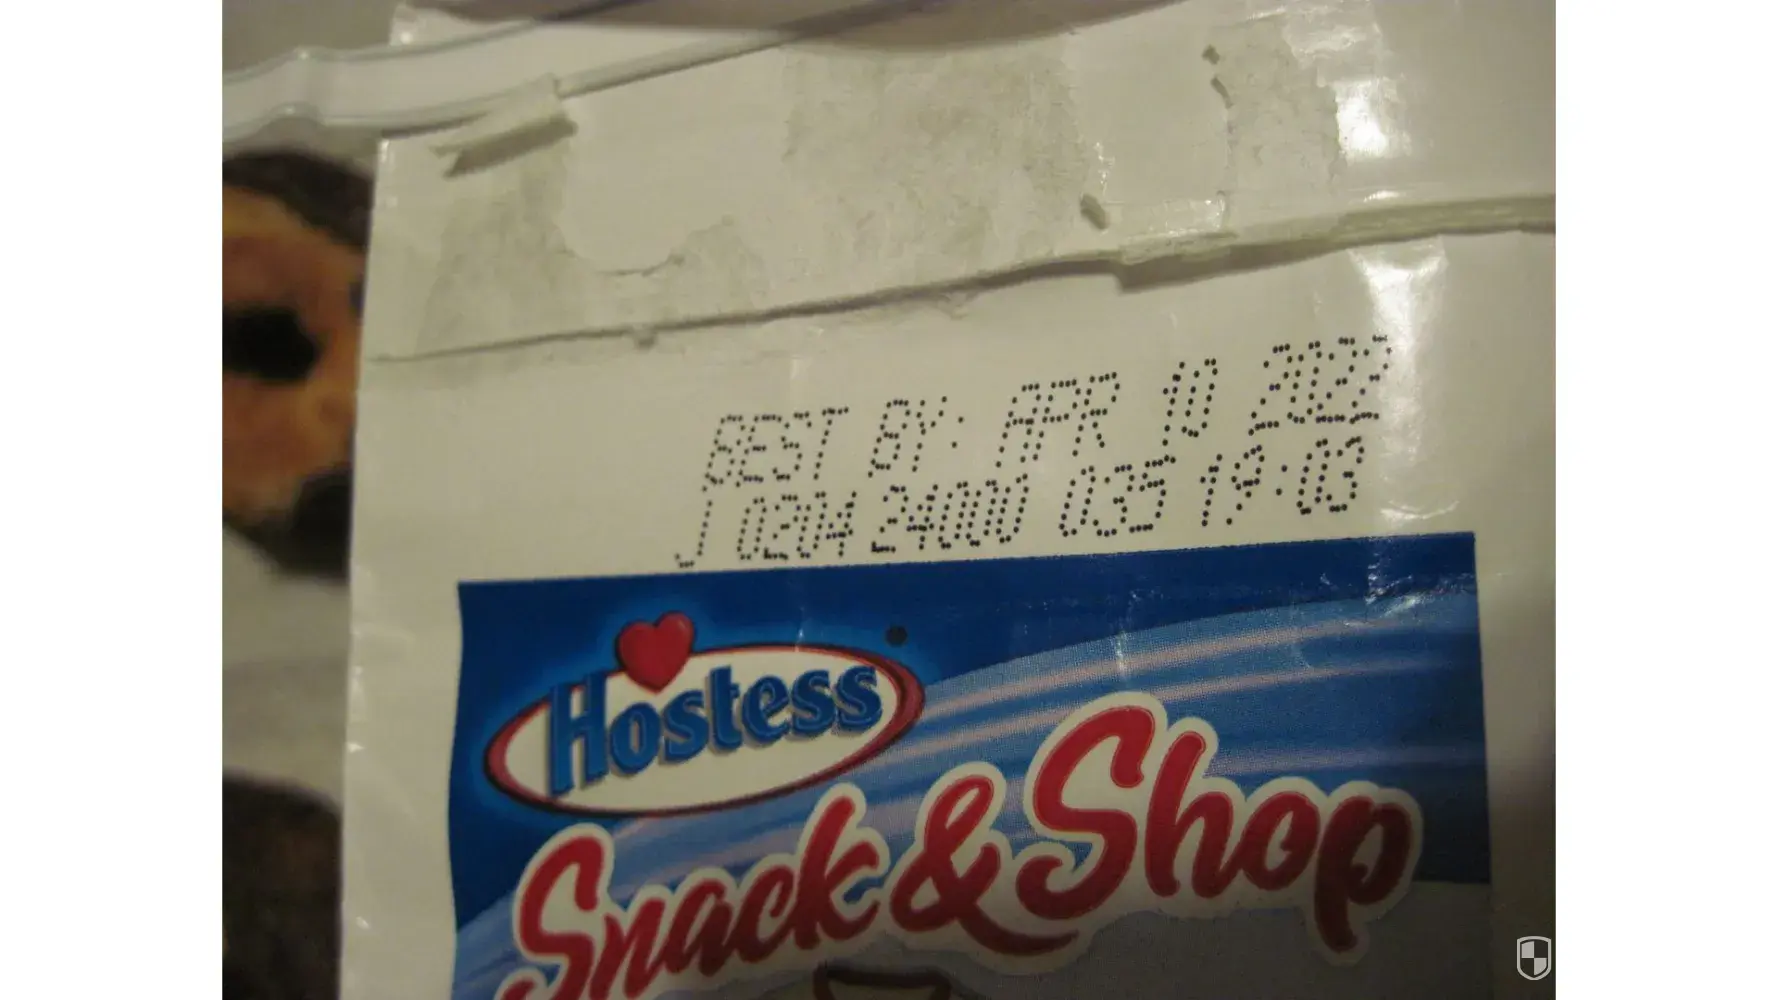 BEST BY: APR 10 2022
J 0204 24000 035 19:03
Hostess
Snack & Shop